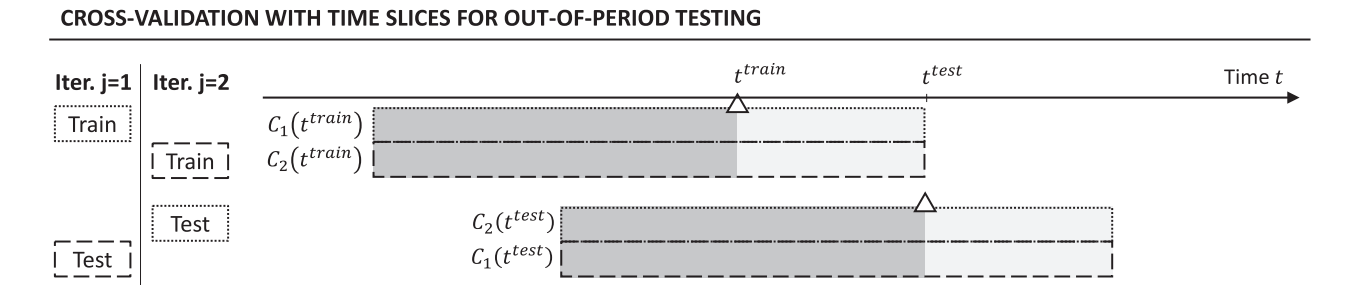 CROSS-VALIDATION WITH TIME SLICES FOR OUT-OF-PERIOD TESTING
Iter. j=1 Iter. j=2 t^{train} t^{test} Time t
Train C_1(t^{train})
Train C_2(t^{train})
Test C_2(t^{test})
Test C_1(t^{test})